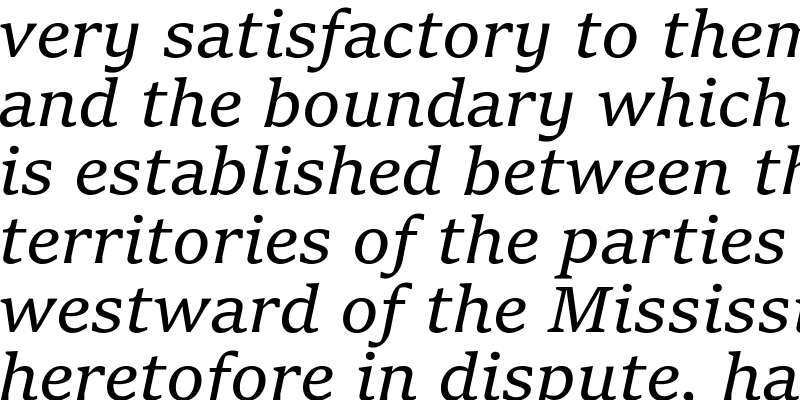 very satisfactory to them
and the boundary which
is established between th
territories of the parties
westward of the Mississi
heretofore in dispute, ha